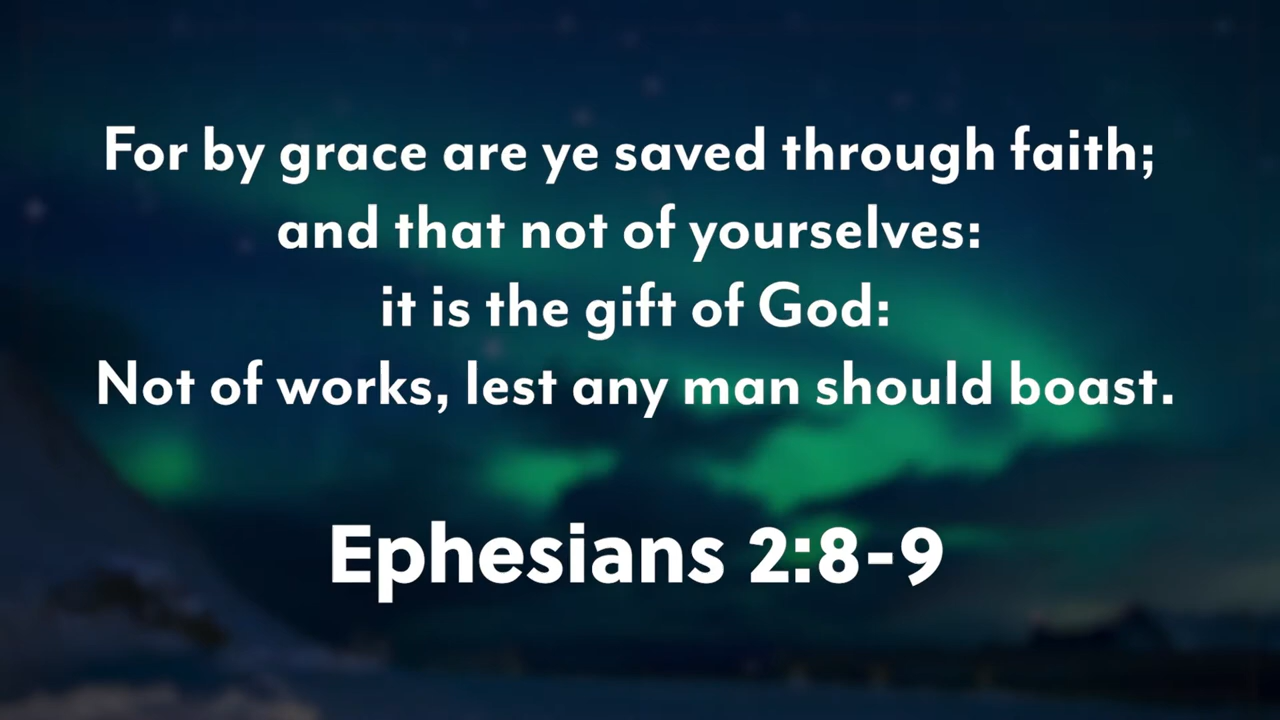 For by grace are ye saved through faith;
and that not of yourselves:
it is the gift of God:
Not of works, lest any man should boast.
Ephesians 2:8-9